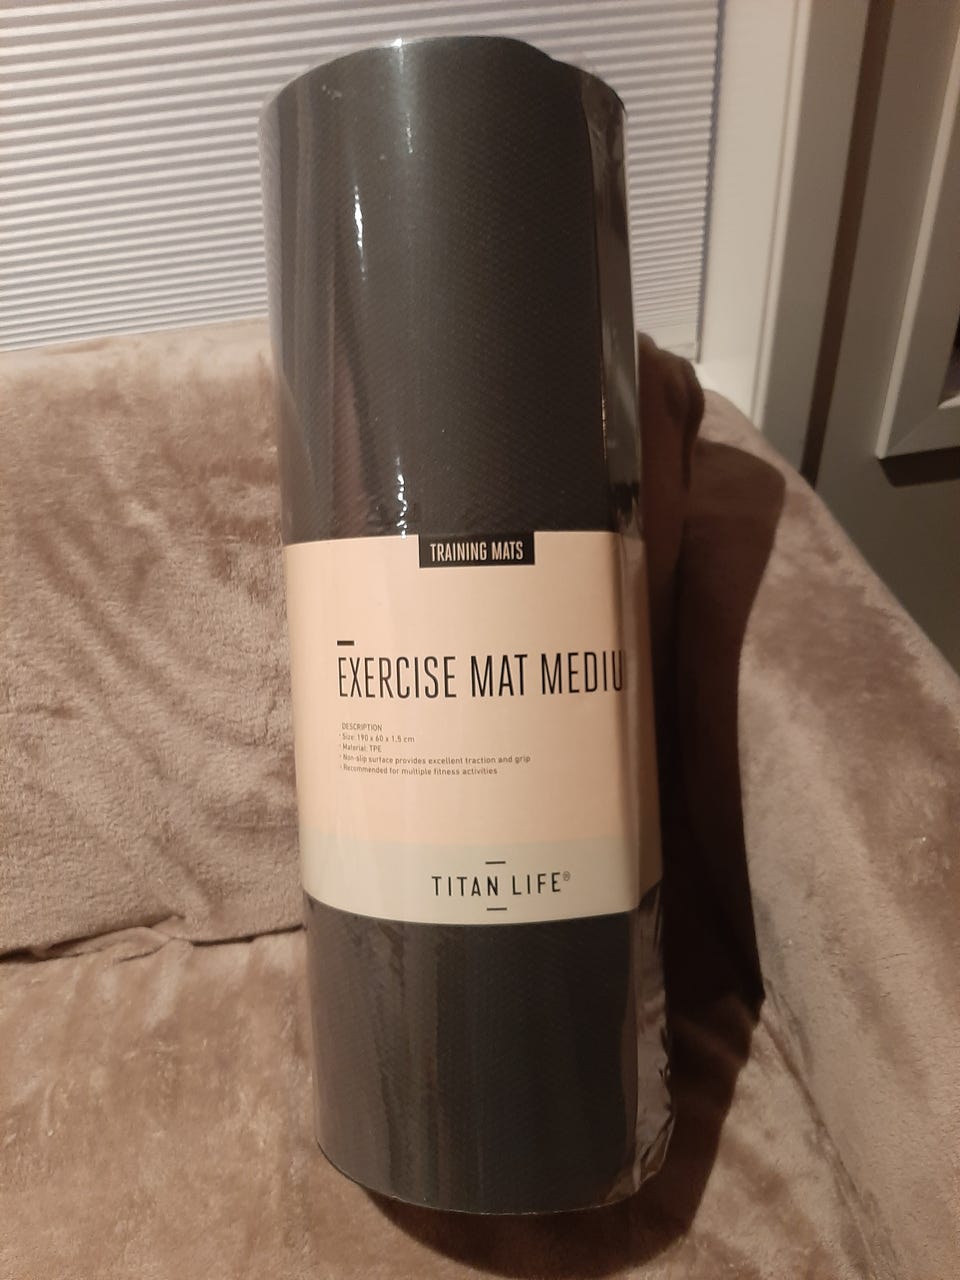 TRAINING MATS
EXERCISE MAT MEDIU
DESCRIPTION
· Size: 190 x 60 x 1,5 cm
· Material: TPE
· Non-slip surface provides excellent traction and grip
· Recommended for multiple fitness activities
TITAN LIFE®